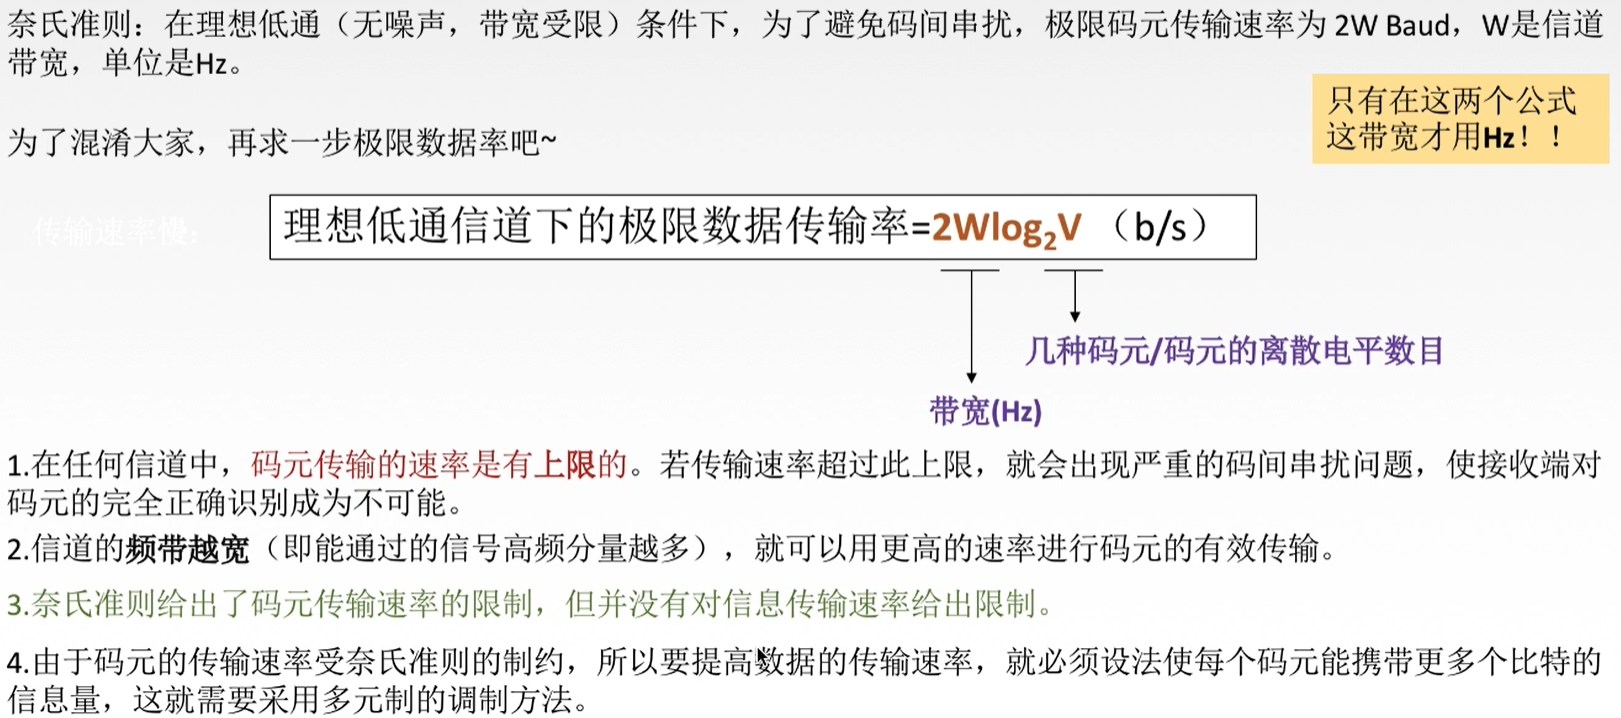 奈氏准则：在理想低通（无噪声，带宽受限）条件下，为了避免码间串扰，极限码元传输速率为 2W Baud，W是信道
带宽，单位是Hz。
只有在这两个公式
这带宽才用Hz！！
为了混淆大家，再求一步极限数据率吧~
传输速率慢：
理想低通信道下的极限数据传输率=2Wlog₂V （b/s）
几种码元/码元的离散电平数目
带宽(Hz)
1.在任何信道中，码元传输的速率是有上限的。若传输速率超过此上限，就会出现严重的码间串扰问题，使接收端对
码元的完全正确识别成为不可能。
2.信道的频带越宽（即能通过的信号高频分量越多），就可以用更高的速率进行码元的有效传输。
3.奈氏准则给出了码元传输速率的限制，但并没有对信息传输速率给出限制。
4.由于码元的传输速率受奈氏准则的制约，所以要提高数据的传输速率，就必须设法使每个码元能携带更多个比特的
信息量，这就需要采用多元制的调制方法。